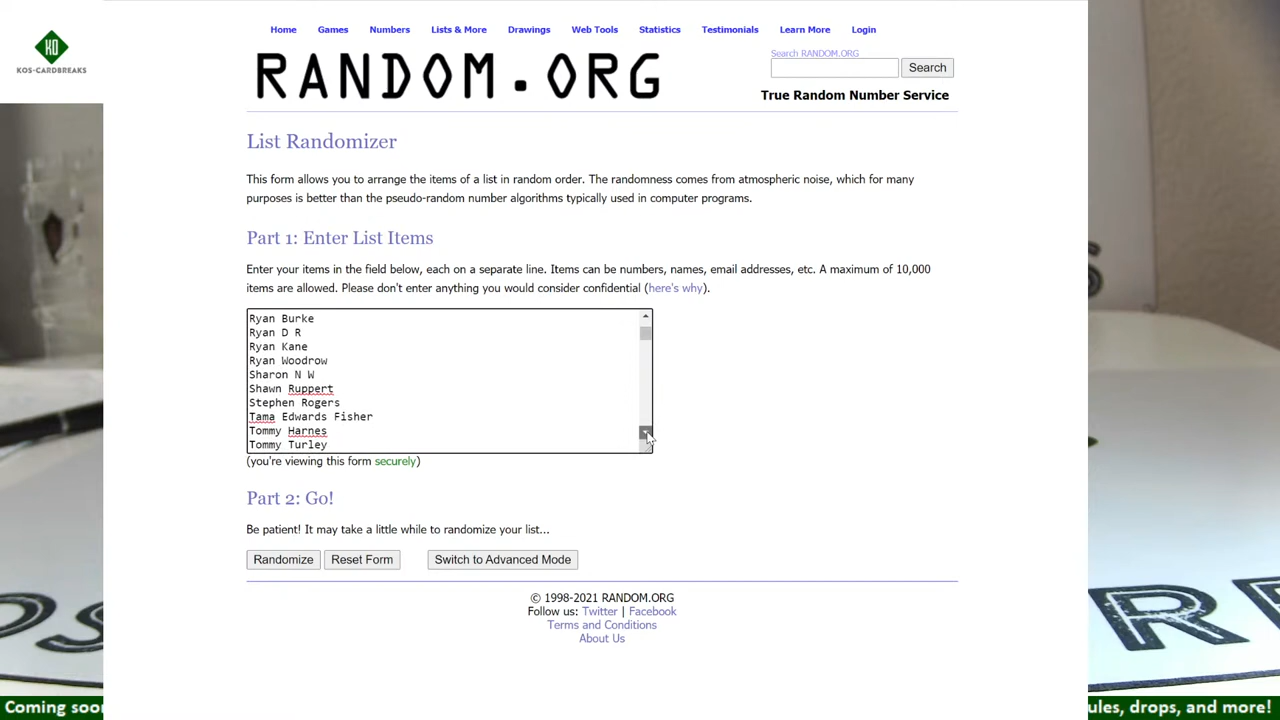 KO
KOS-CARDBREAKS
Home Games Numbers Lists & More Drawings Web Tools Statistics Testimonials Learn More Login
RANDOM.ORG
Search RANDOM.ORG
Search
True Random Number Service
List Randomizer
This form allows you to arrange the items of a list in random order. The randomness comes from atmospheric noise, which for many
purposes is better than the pseudo-random number algorithms typically used in computer programs.
Part 1: Enter List Items
Enter your items in the field below, each on a separate line. Items can be numbers, names, email addresses, etc. A maximum of 10,000
items are allowed. Please don't enter anything you would consider confidential (here's why).
Ryan Burke
Ryan D R
Ryan Kane
Ryan Woodrow
Sharon N W
Shawn Ruppert
Stephen Rogers
Tama Edwards Fisher
Tommy Harnes
Tommy Turley
(you're viewing this form securely)
Part 2: Go!
Be patient! It may take a little while to randomize your list...
Randomize Reset Form Switch to Advanced Mode
© 1998-2021 RANDOM.ORG
Follow us: Twitter | Facebook
Terms and Conditions
About Us
OS
R
Coming soon
ules, drops, and more!